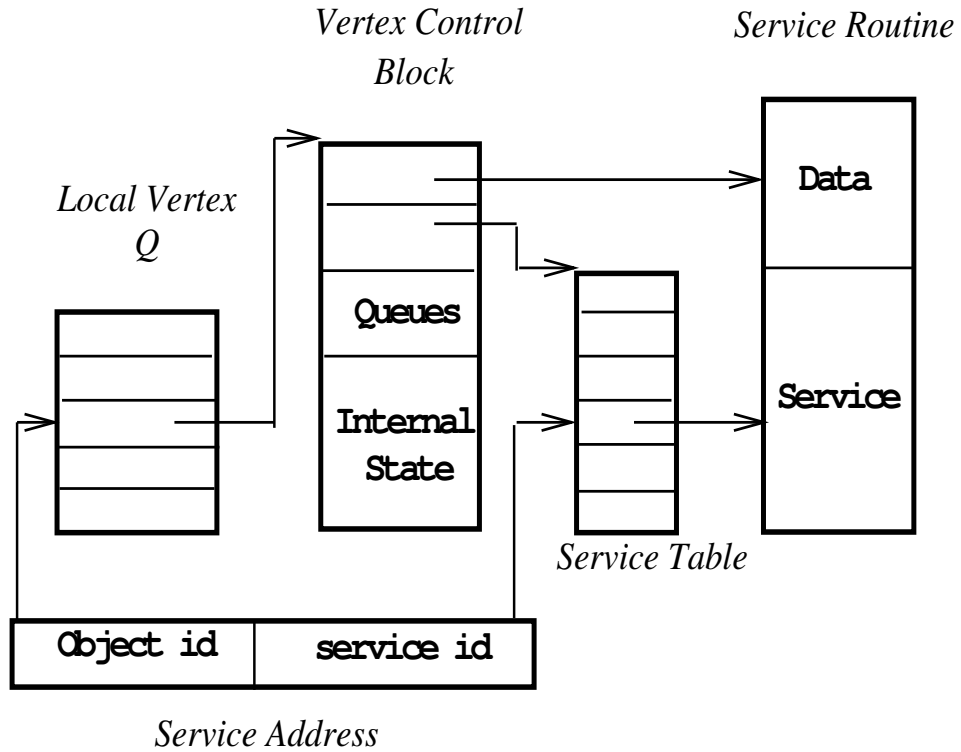 Vertex Control
Block
Service Routine
Local Vertex
Q
Data
Queues
Internal
State
Service
Service Table
Object id
service id
Service Address